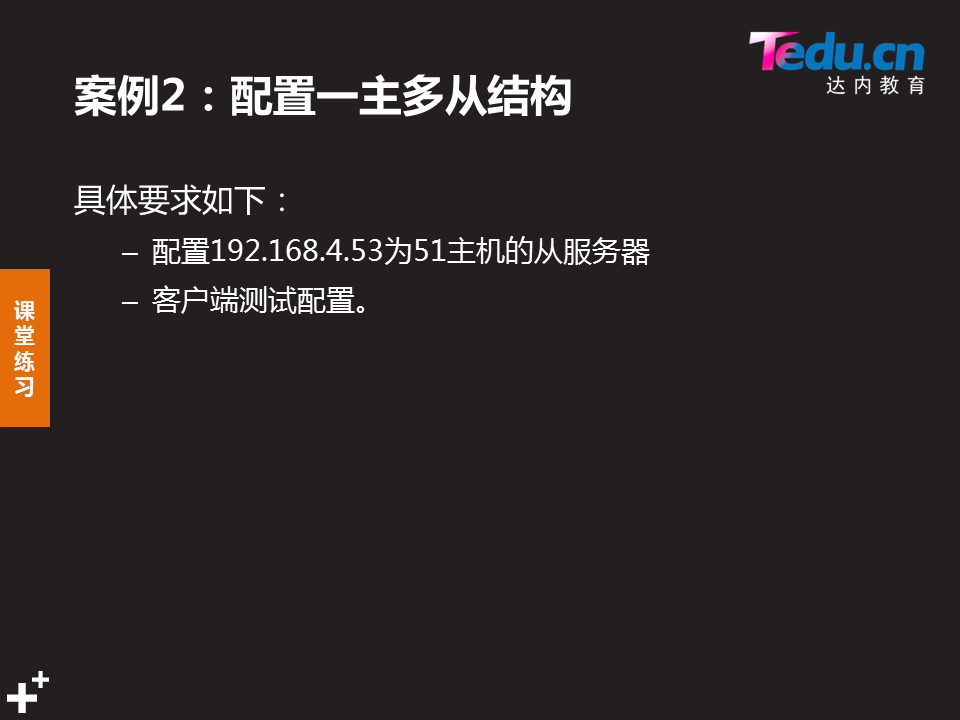 Tedu.cn
达内教育
案例2：配置一主多从结构
具体要求如下：
– 配置192.168.4.53为51主机的从服务器
– 客户端测试配置。
课
堂
练
习